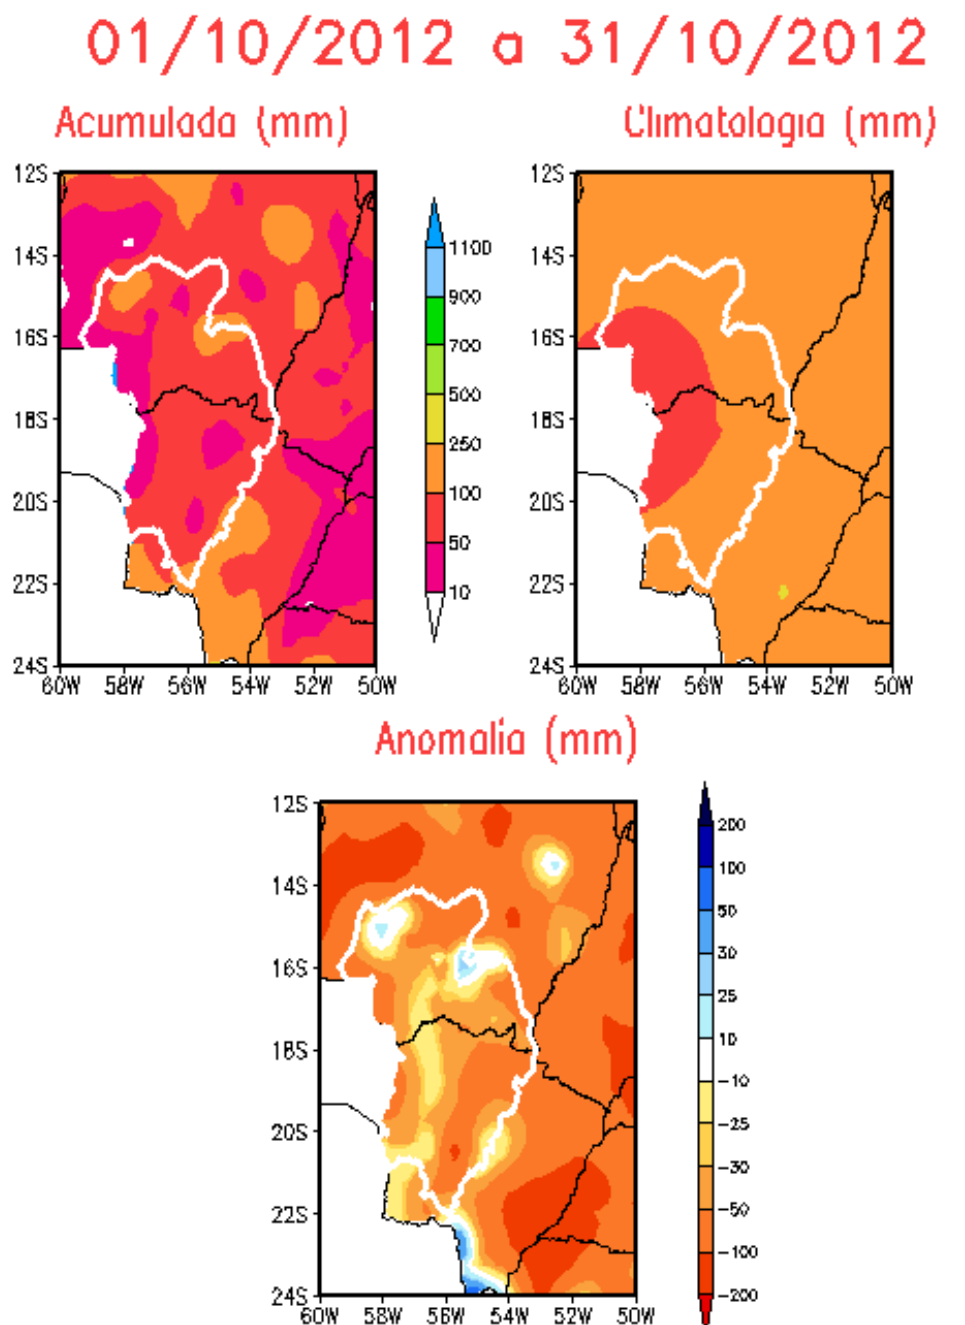 01/10/2012 a 31/10/2012
Acumulada (mm)
Climatologia (mm)
12S
14S
16S
18S
20S
22S
24S
60W 58W 56W 54W 52W 50W
1100
900
700
500
250
100
50
10
12S
14S
16S
18S
20S
22S
24S
60W 58W 56W 54W 52W 50W
Anomalia (mm)
12S
14S
16S
18S
20S
22S
24S
60W 58W 56W 54W 52W 50W
200
100
50
30
25
10
-10
-25
-30
-50
-100
-200